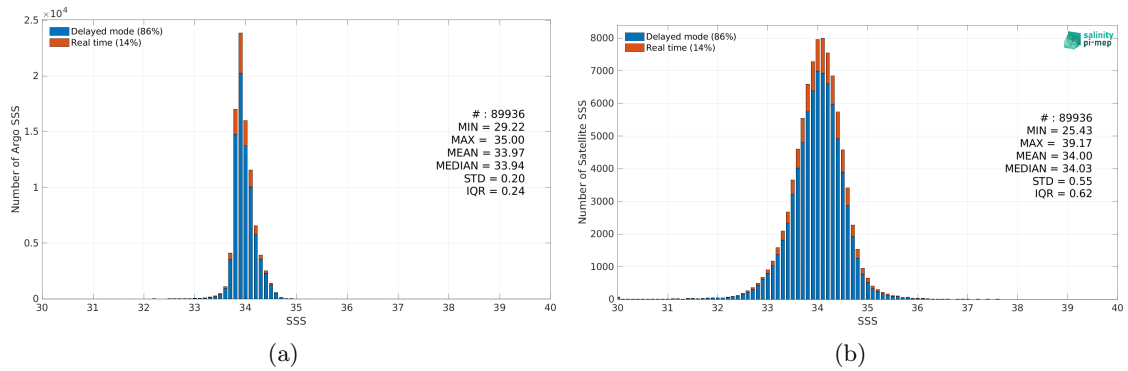 ×10⁴
2.5
2
1.5
1
0.5
0
Number of Argo SSS
Delayed mode (86%)
Real time (14%)
# : 89936
MIN = 29.22
MAX = 35.00
MEAN = 33.97
MEDIAN = 33.94
STD = 0.20
IQR = 0.24
30 31 32 33 34 35 36 37 38 39 40
SSS
(a)
8000
7000
6000
5000
4000
3000
2000
1000
0
Number of Satellite SSS
Delayed mode (86%)
Real time (14%)
salinity
pi-mep
# : 89936
MIN = 25.43
MAX = 39.17
MEAN = 34.00
MEDIAN = 34.03
STD = 0.55
IQR = 0.62
30 31 32 33 34 35 36 37 38 39 40
SSS
(b)